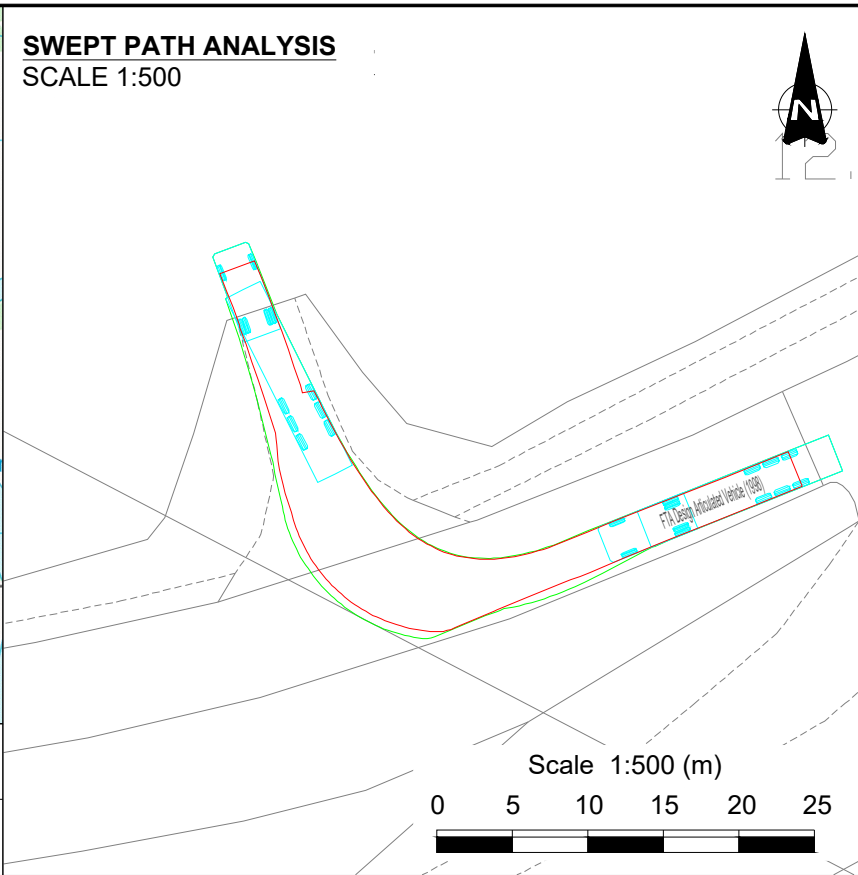 SWEPT PATH ANALYSIS
SCALE 1:500
N
12.
FTA Design Articulated Vehicle (1998)
Scale 1:500 (m)
0 5 10 15 20 25